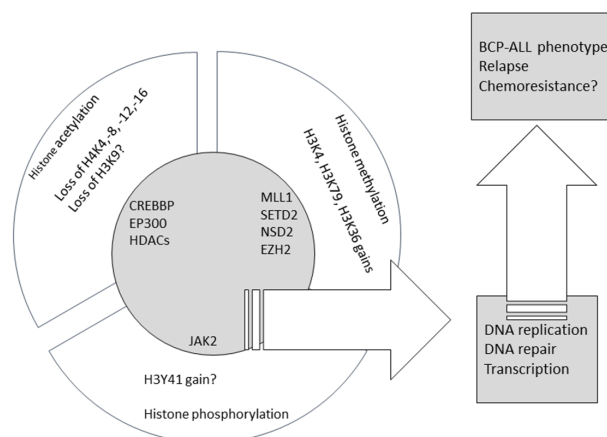 Histone acetylation
Loss of H4K4,-8, -12,-16
Loss of H3K9?
Histone methylation
H3K4, H3K79, H3K36 gains
CREBBP
EP300
HDACs
MLL1
SETD2
NSD2
EZH2
JAK2
H3Y41 gain?
Histone phosphorylation
BCP-ALL phenotype
Relapse
Chemoresistance?
DNA replication
DNA repair
Transcription